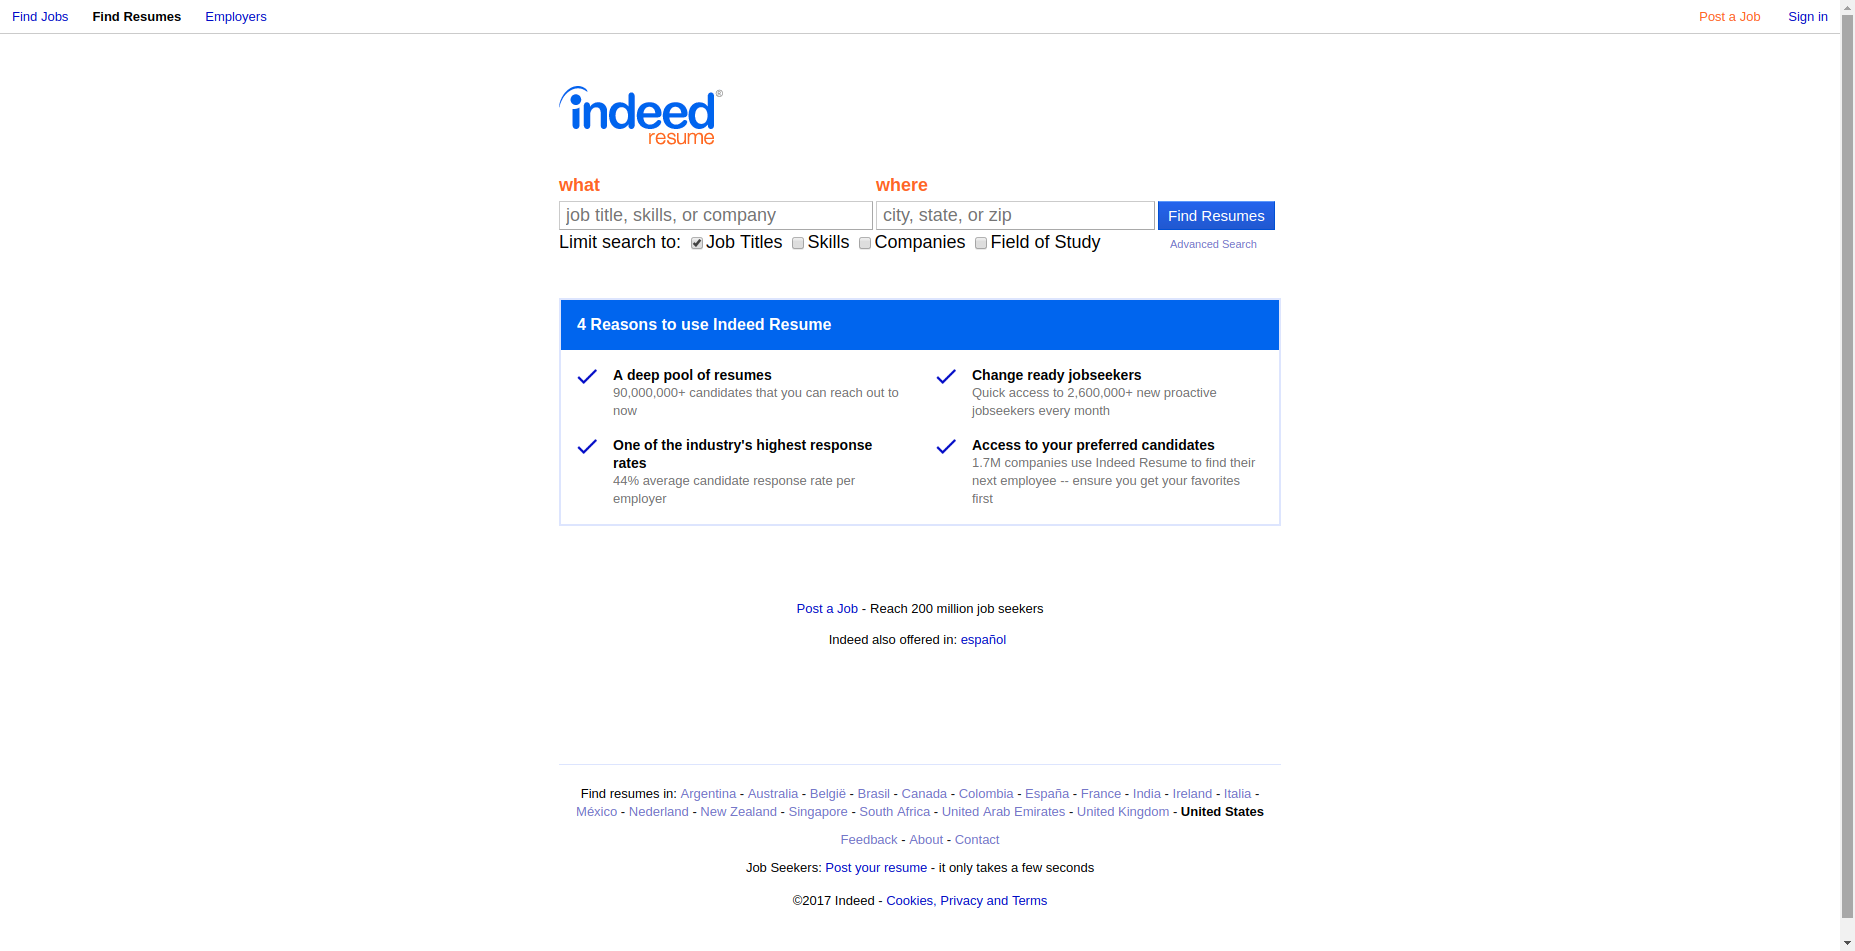 Find Jobs Find Resumes Employers Post a Job Sign in
indeed®
resume
what where
job title, skills, or company city, state, or zip Find Resumes
Limit search to: Job Titles Skills Companies Field of Study Advanced Search
4 Reasons to use Indeed Resume
A deep pool of resumes
90,000,000+ candidates that you can reach out to
now
Change ready jobseekers
Quick access to 2,600,000+ new proactive
jobseekers every month
One of the industry's highest response
rates
44% average candidate response rate per
employer
Access to your preferred candidates
1.7M companies use Indeed Resume to find their
next employee -- ensure you get your favorites
first
Post a Job - Reach 200 million job seekers
Indeed also offered in: español
Find resumes in: Argentina - Australia - België - Brasil - Canada - Colombia - España - France - India - Ireland - Italia -
México - Nederland - New Zealand - Singapore - South Africa - United Arab Emirates - United Kingdom - United States
Feedback - About - Contact
Job Seekers: Post your resume - it only takes a few seconds
©2017 Indeed - Cookies, Privacy and Terms